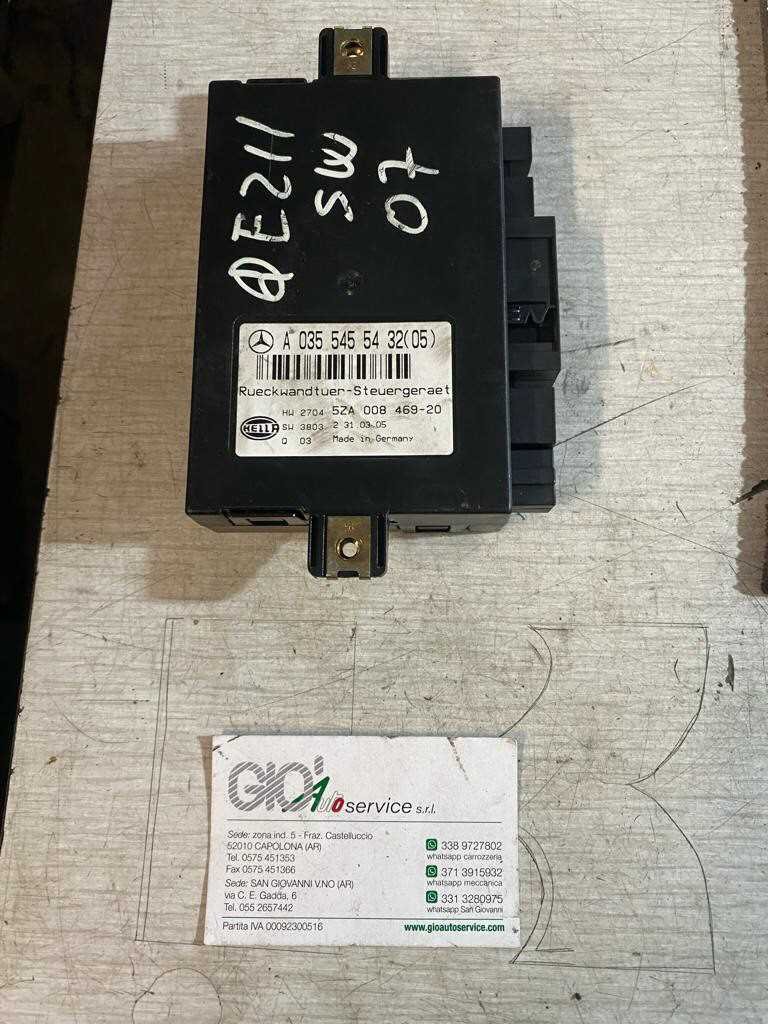 QE211
SW
07
A 035 545 54 32(05)
Rueckwandtuer-Steuergeraet
HW 2704 5ZA 008 469-20
HELLA
SW 3803 2 31.03.05
Q 03 Made in Germany
GIO' Auto service s.r.l.
Sede: zona ind. 5 - Fraz. Castelluccio
52010 CAPOLONA (AR)
Tel. 0575 451353
Fax 0575 451366
Sede: SAN GIOVANNI V.NO (AR)
via C. E. Gadda, 6
Tel. 055 2657442
338 9727802
whatsapp carrozzeria
371 3915932
whatsapp meccanica
331 3280975
whatsapp San Giovanni
Partita IVA 00092300516
www.gioautoservice.com